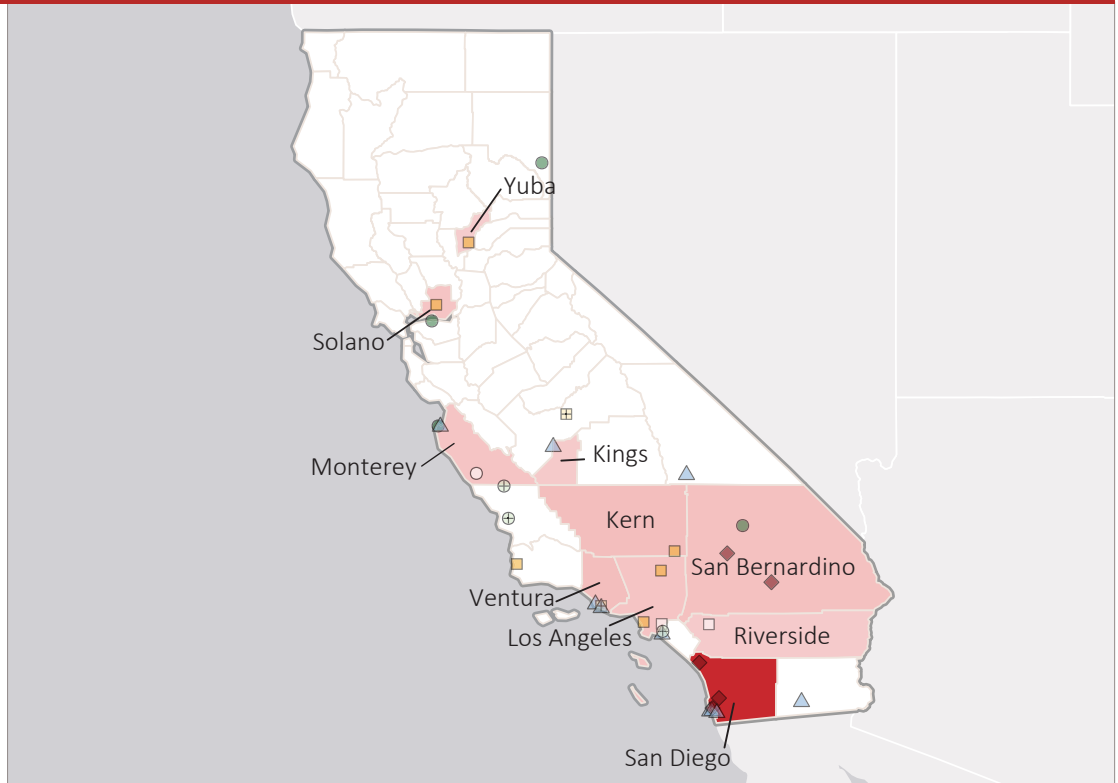 Yuba
Solano
Monterey
Kings
Kern
San Bernardino
Ventura
Los Angeles
Riverside
San Diego